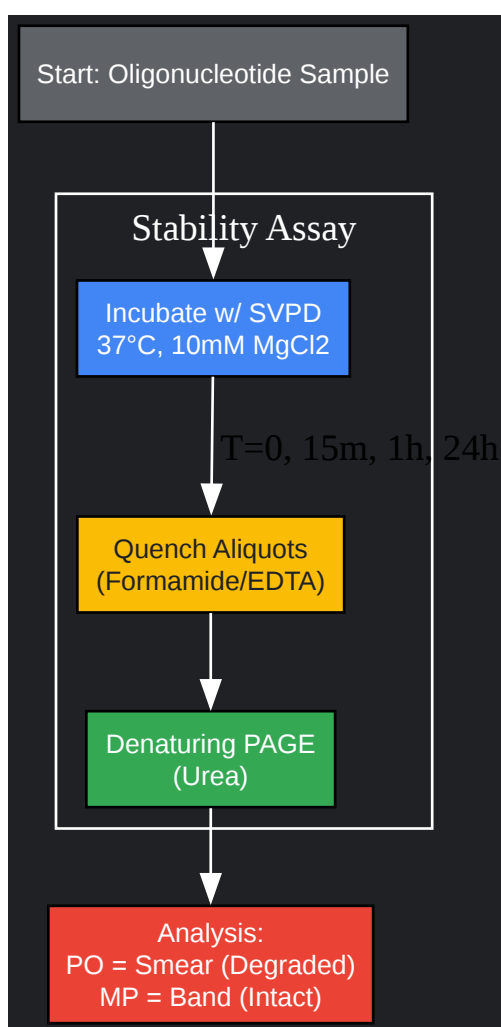 Start: Oligonucleotide Sample
Stability Assay
Incubate w/ SVPD
37°C, 10mM MgCl2
T=0, 15m, 1h, 24h
Quench Aliquots
(Formamide/EDTA)
Denaturing PAGE
(Urea)
Analysis:
PO = Smear (Degraded)
MP = Band (Intact)